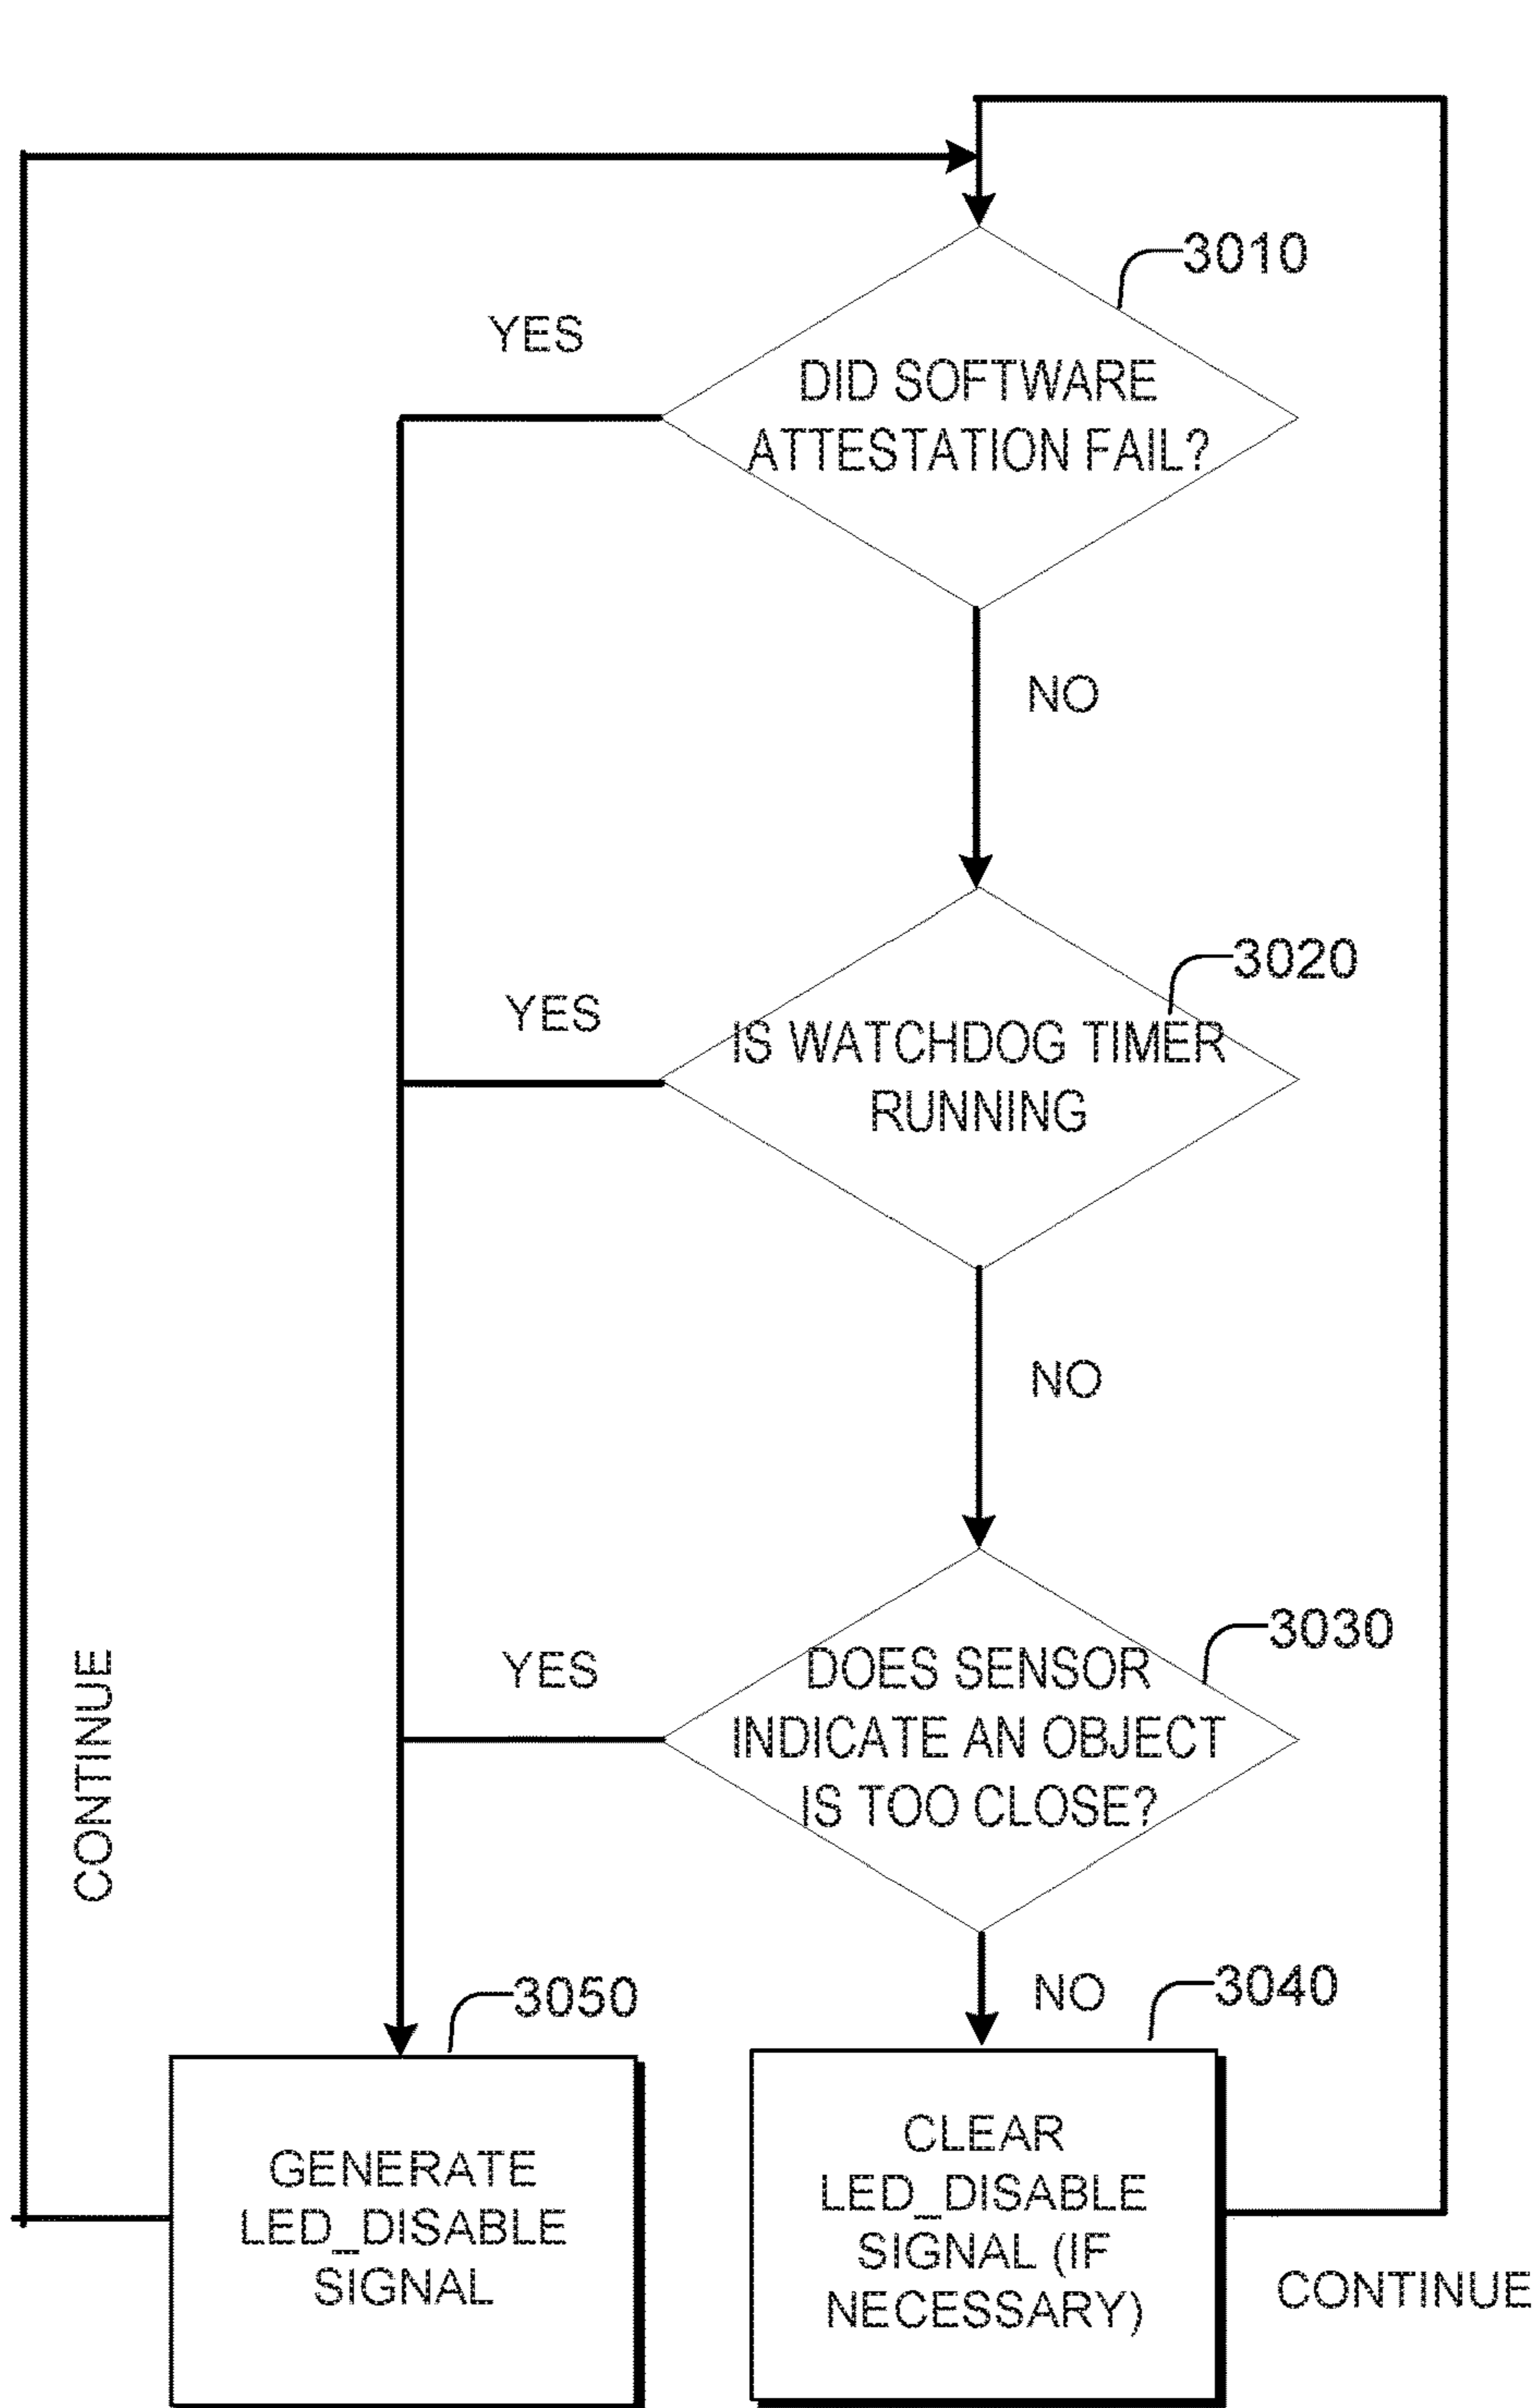 3010
YES
DID SOFTWARE
ATTESTATION FAIL?
NO
3020
YES
IS WATCHDOG TIMER
RUNNING
NO
3030
YES
DOES SENSOR
INDICATE AN OBJECT
IS TOO CLOSE?
CONTINUE
NO
3040
3050
GENERATE
LED_DISABLE
SIGNAL
CLEAR
LED_DISABLE
SIGNAL (IF
NECESSARY)
CONTINUE